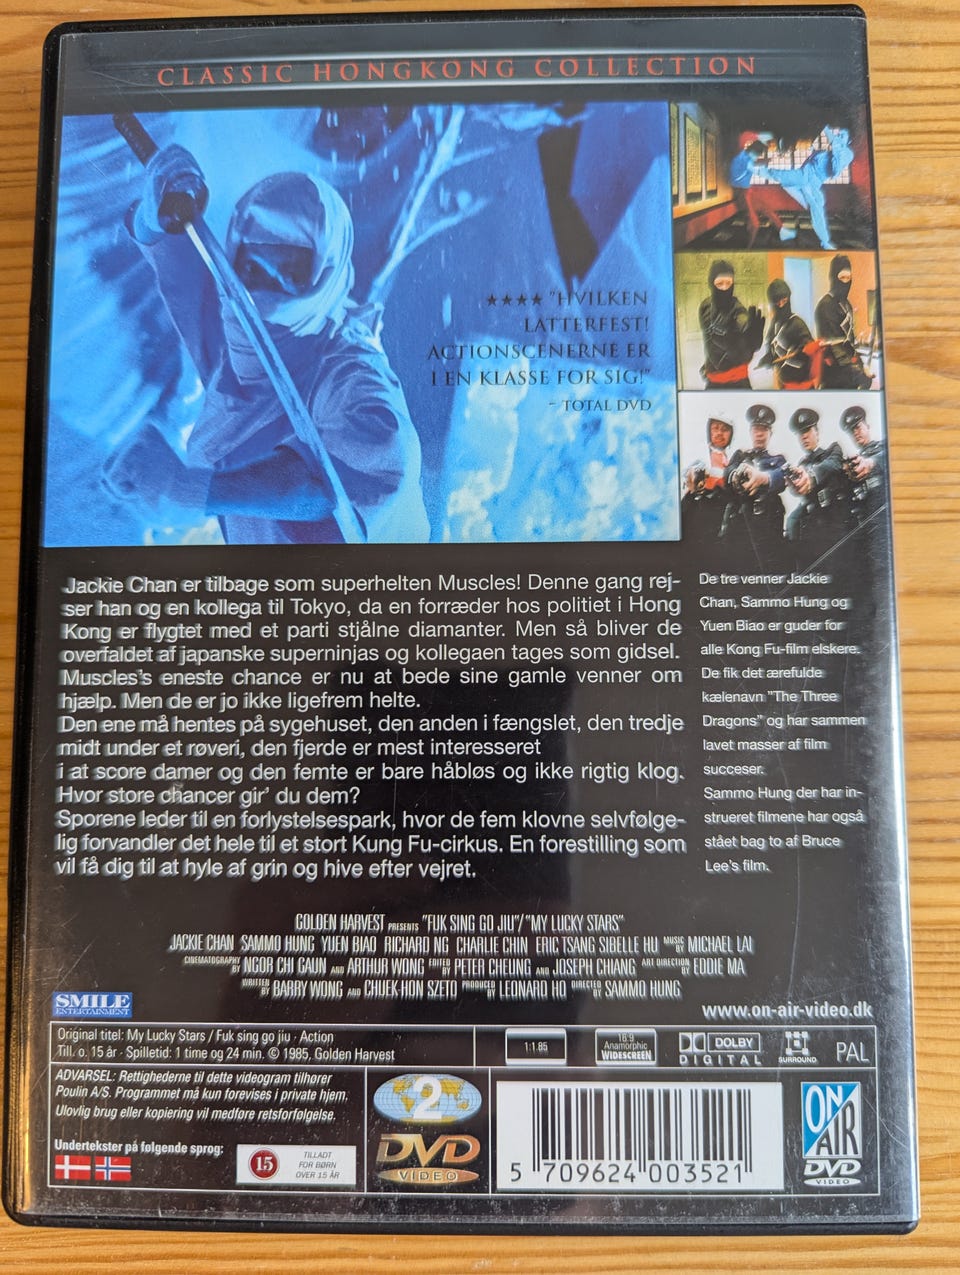 CLASSIC HONGKONG COLLECTION
★★★★ "HVILKEN
LATTERFEST!
ACTIONSCENERNE ER
I EN KLASSE FOR SIG!"
- TOTAL DVD
Jackie Chan er tilbage som superhelten Muscles! Denne gang rej-
ser han og en kollega til Tokyo, da en forræder hos politiet i Hong
Kong er flygtet med et parti stjålne diamanter. Men så bliver de
overfaldet af japanske superninjas og kollegaen tages som gidsel.
Muscles's eneste chance er nu at bede sine gamle venner om
hjælp. Men de er jo ikke ligefrem helte.
Den ene må hentes på sygehuset, den anden i fængslet, den tredje
midt under et røveri, den fjerde er mest interesseret
i at score damer og den femte er bare håbløs og ikke rigtig klog.
Hvor store chancer gir' du dem?
Sporene leder til en forlystelsespark, hvor de fem klovne selvfølge-
lig forvandler det hele til et stort Kung Fu-cirkus. En forestilling som
vil få dig til at hyle af grin og hive efter vejret.
De tre venner Jackie
Chan, Sammo Hung og
Yuen Biao er guder for
alle Kong Fu-film elskere.
De fik det ærefulde
kælenavn "The Three
Dragons" og har sammen
lavet masser af film
succeser.
Sammo Hung der har in-
strueret filmene har også
stået bag to af Bruce
Lee's film.
GOLDEN HARVEST PRESENTS "FUK SING GO JIU"/"MY LUCKY STARS"
JACKIE CHAN SAMMO HUNG YUEN BIAO RICHARD NG CHARLIE CHIN ERIC TSANG SIBELLE HU MUSIC BY MICHAEL LAI
CINEMATOGRAPHY BY NGOR CHI GAUN AND ARTHUR WONG EDITED BY PETER CHEUNG AND JOSEPH CHIANG ART DIRECTION BY EDDIE MA
WRITTEN BY BARRY WONG AND CHUEK-HON SZETO PRODUCED BY LEONARD HO DIRECTED BY SAMMO HUNG
SMILE
ENTERTAINMENT
www.on-air-video.dk
Original titel: My Lucky Stars / Fuk sing go jiu · Action
Till. o. 15 år · Spilletid: 1 time og 24 min. © 1985, Golden Harvest
1:1.85
16:9
Anamorphic
WIDESCREEN
DOLBY
DIGITAL
SURROUND
PAL
ADVARSEL: Rettighederne til dette videogram tilhører
Poulin A/S. Programmet må kun forevises i private hjem.
Ulovlig brug eller kopiering vil medføre retsforfølgelse.
Undertekster på følgende sprog:
15
TILLADT
FOR BØRN
OVER 15 ÅR
2
DVD
VIDEO
5 709624 003521
ON
AIR
DVD
VIDEO